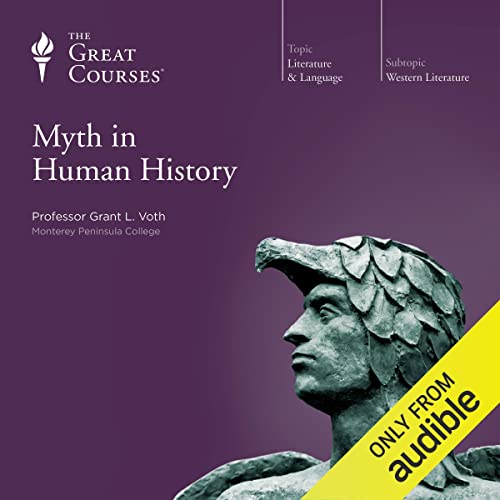 THE
GREAT
COURSES®
Topic
Literature
& Language
Subtopic
Western Literature
Myth in
Human History
Professor Grant L. Voth
Monterey Peninsula College
ONLY FROM
audible